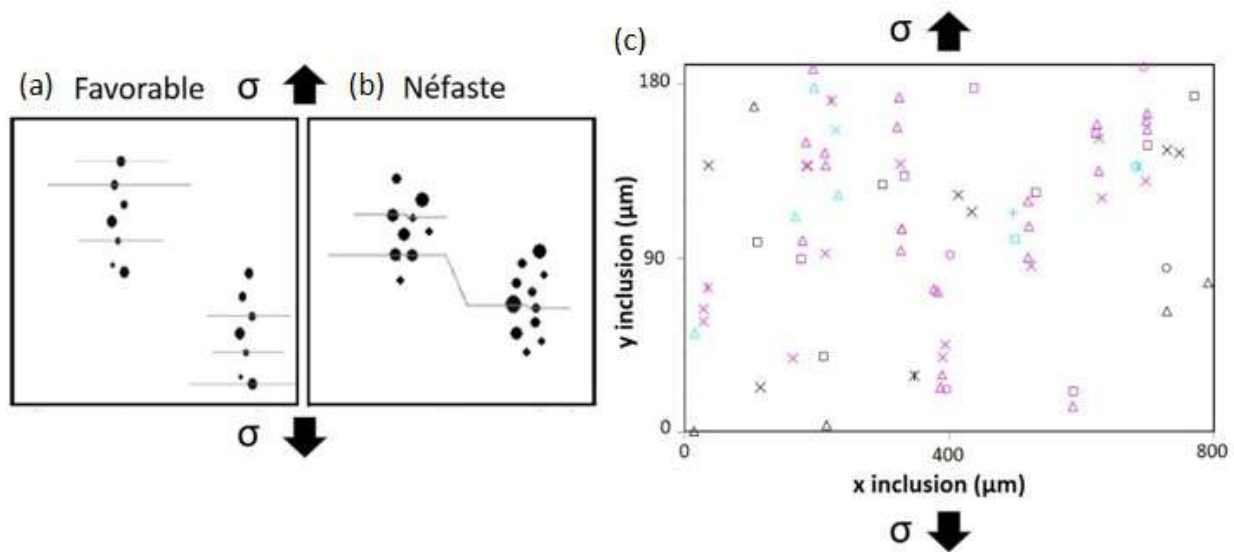 (a) Favorable
σ
(b) Néfaste
σ
(c)
σ
180
90
0
y inclusion (µm)
0
400
800
x inclusion (µm)
σ